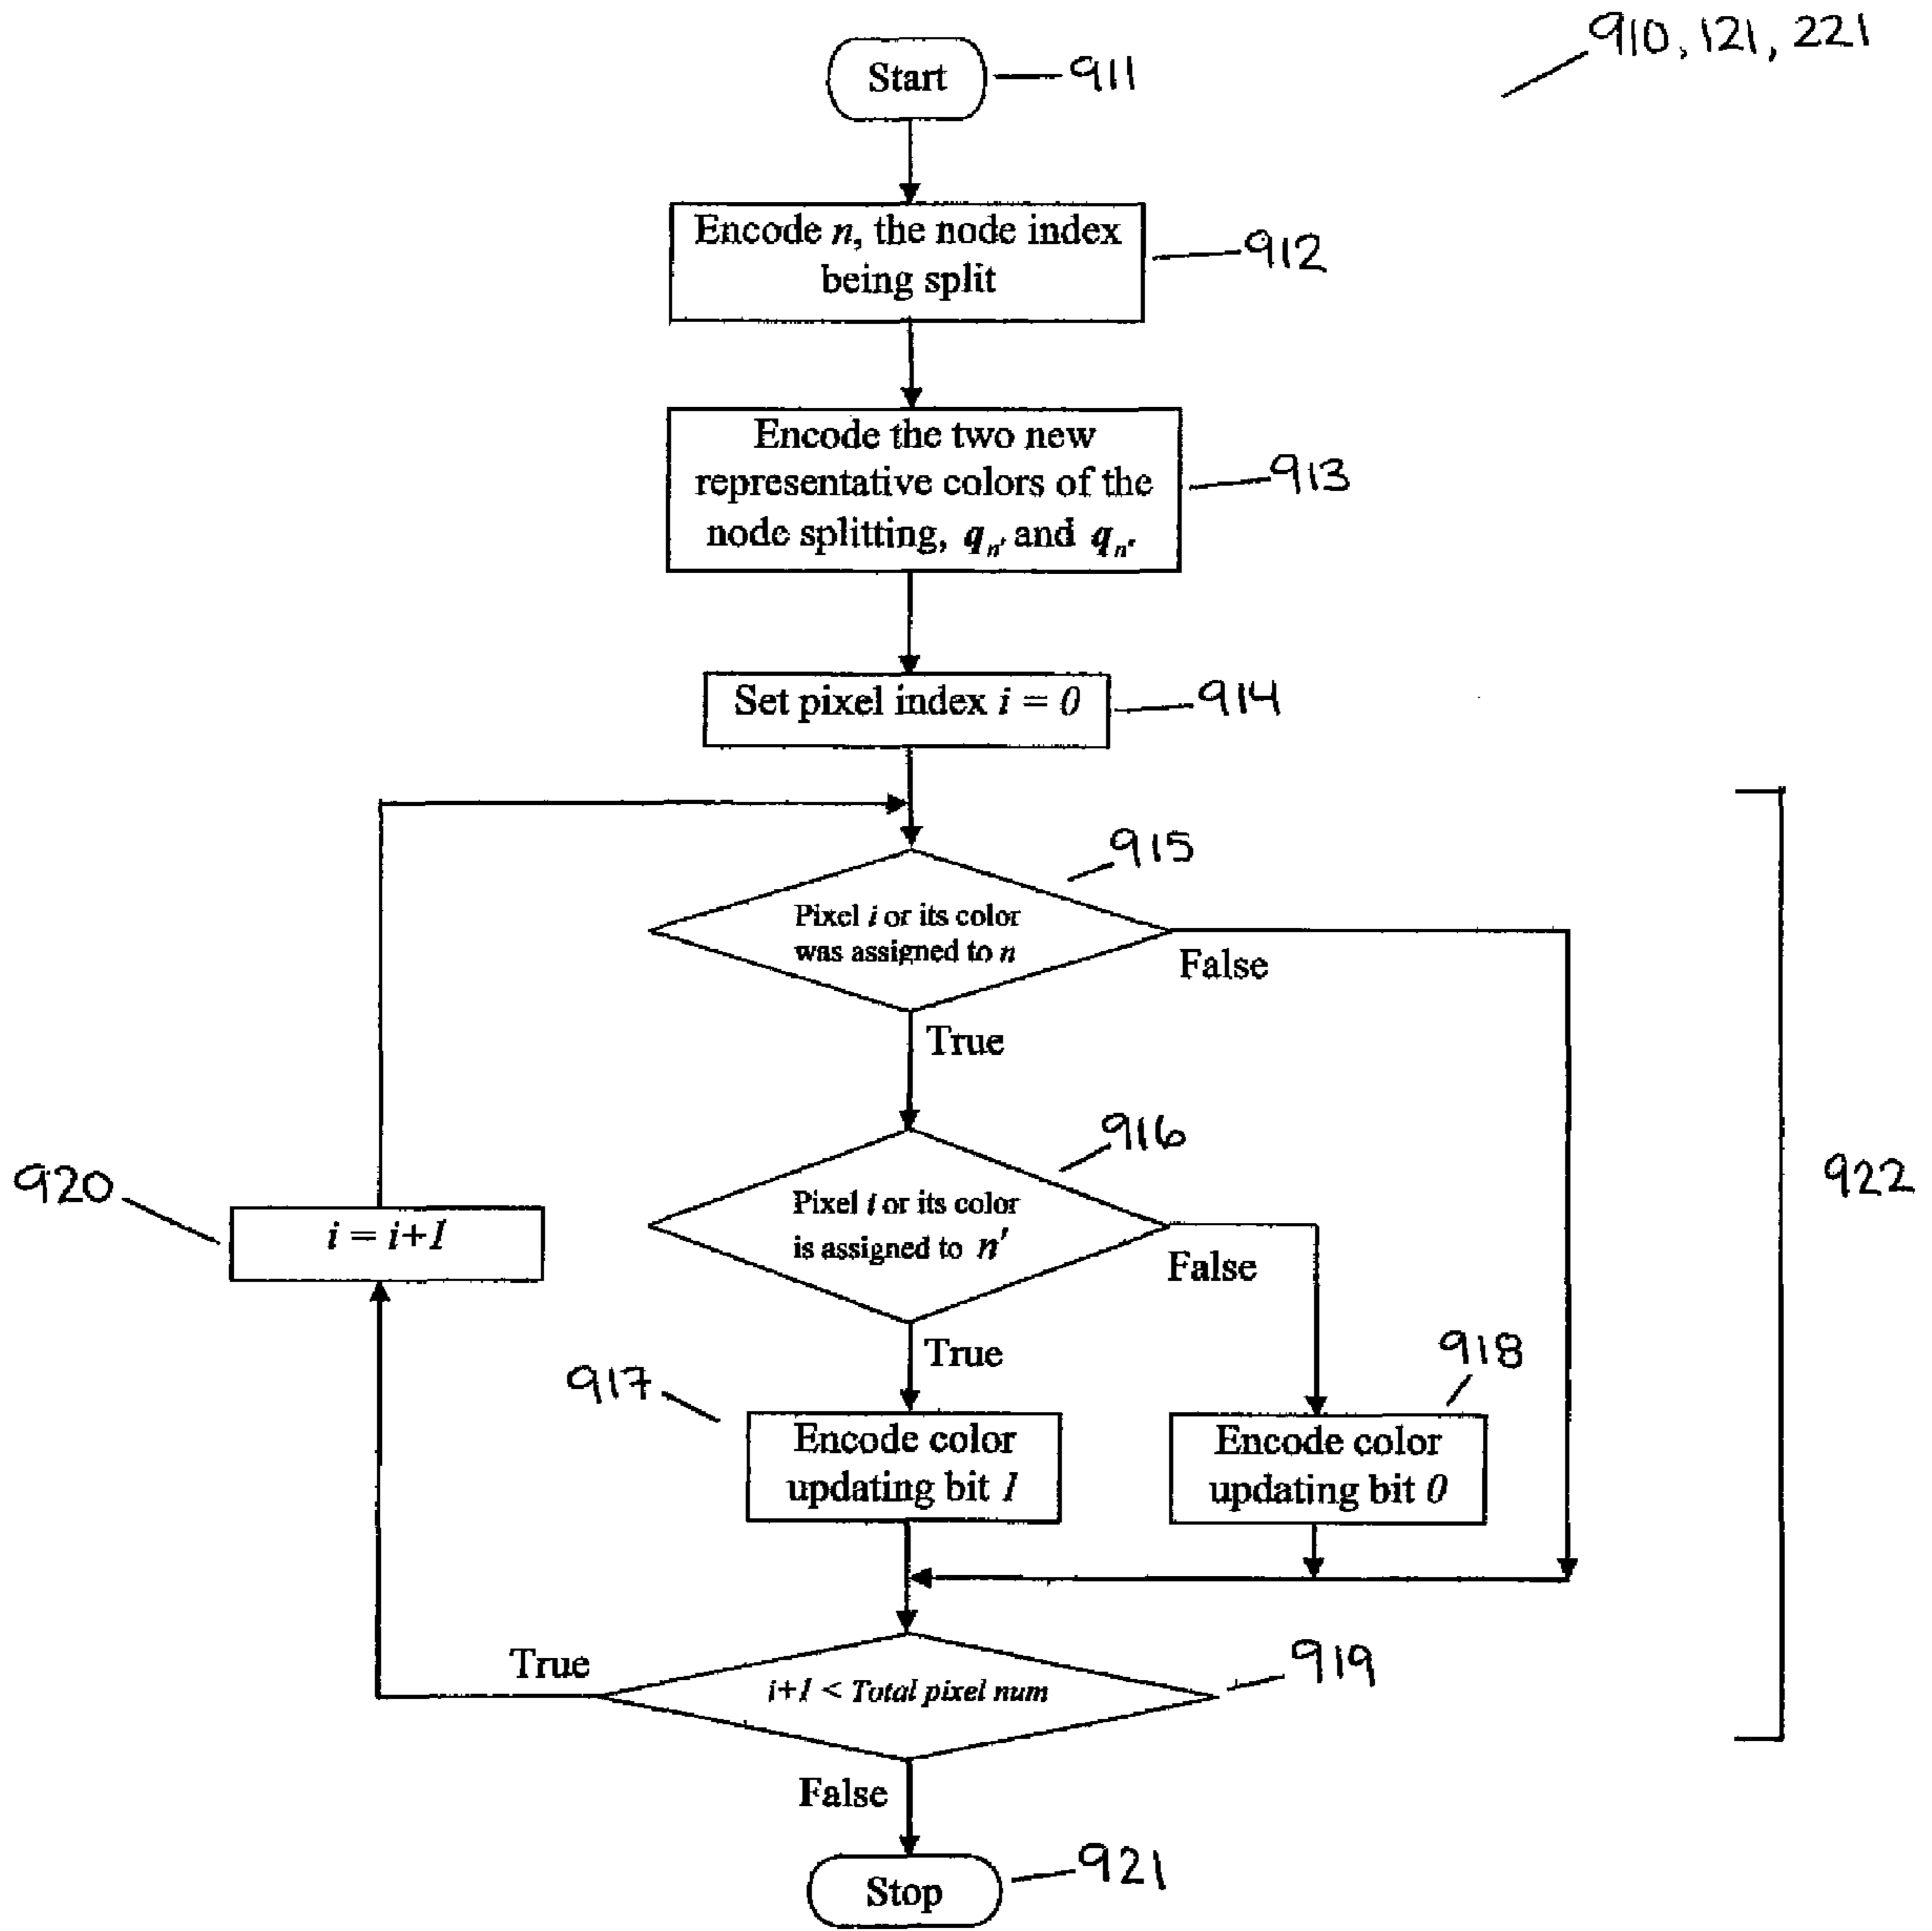 910, 121, 221
Start
911
Encode n, the node index
being split
912
Encode the two new
representative colors of the
node splitting, qn' and qn"
913
Set pixel index i = 0
914
915
Pixel i or its color
was assigned to n
False
True
916
Pixel i or its color
is assigned to n'
False
920
i = i+1
922
True
917
918
Encode color
updating bit 1
Encode color
updating bit 0
True
i+1 < Total pixel num
919
False
Stop
921